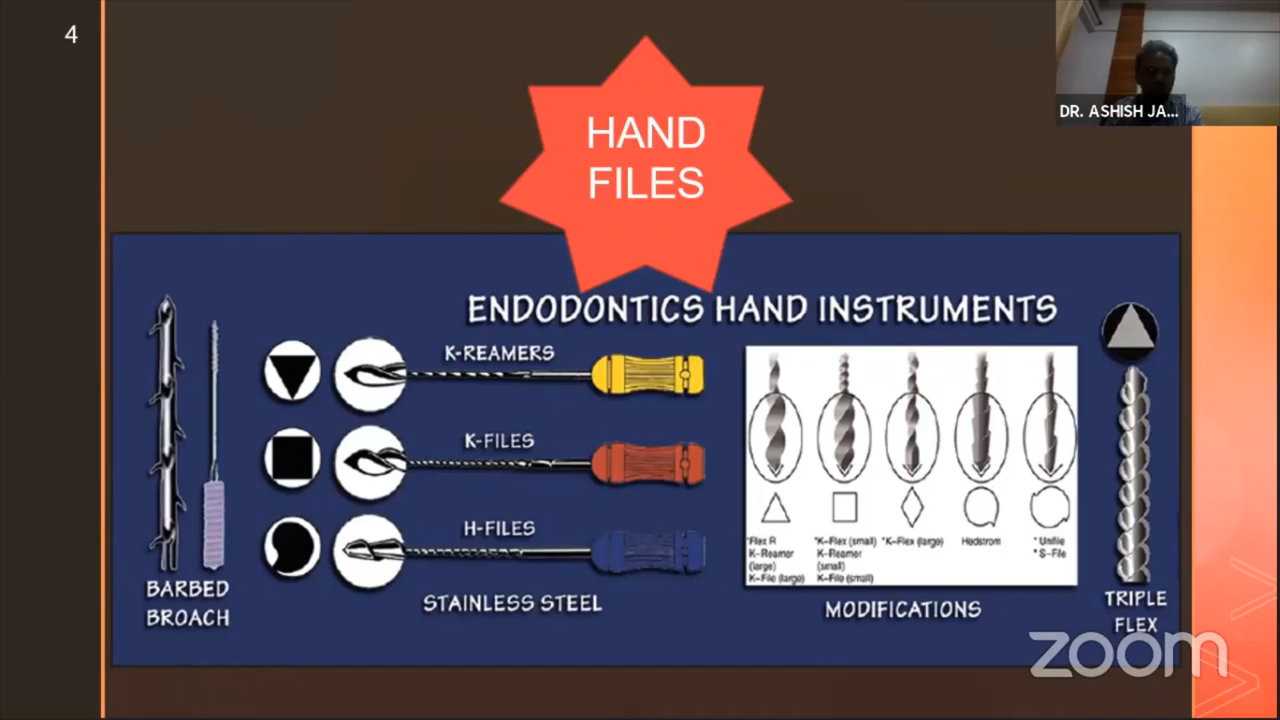 4
DR. ASHISH JA...
HAND
FILES
ENDODONTICS HAND INSTRUMENTS
K-REAMERS
K-FILES
H-FILES
STAINLESS STEEL
BARBED
BROACH
*Flex R
K-Reamer
(large)
K-File (large)
*K-Flex (small)
K-Reamer
(small)
K-File (small)
*K-Flex (large)
Hedstrom
* Unifile
* S-File
MODIFICATIONS
TRIPLE
FLEX
zoom